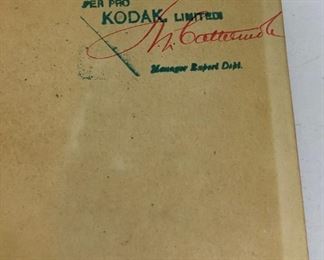 PER PRO
KODAK, LIMITED
Manager Export Dept.